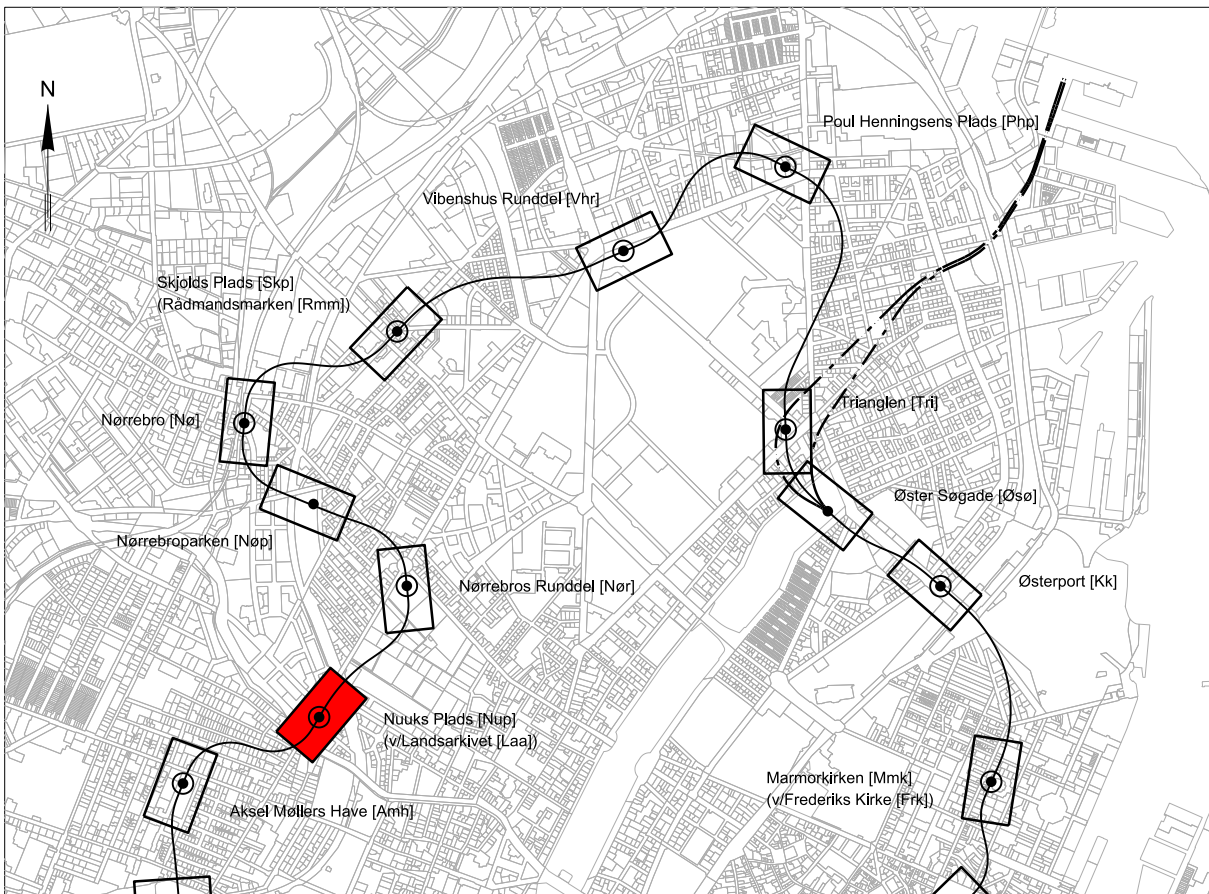 N
Poul Henningsens Plads [Php]
Vibenshus Runddel [Vhr]
Skjolds Plads [Skp]
(Rådmandsmarken [Rmm])
Trianglen [Tri]
Nørrebro [Nø]
Øster Søgade [Øsø]
Nørrebroparken [Nøp]
Nørrebros Runddel [Nør]
Østerport [Kk]
Nuuks Plads [Nup]
(v/Landsarkivet [Laa])
Marmorkirken [Mmk]
(v/Frederiks Kirke [Frk])
Aksel Møllers Have [Amh]